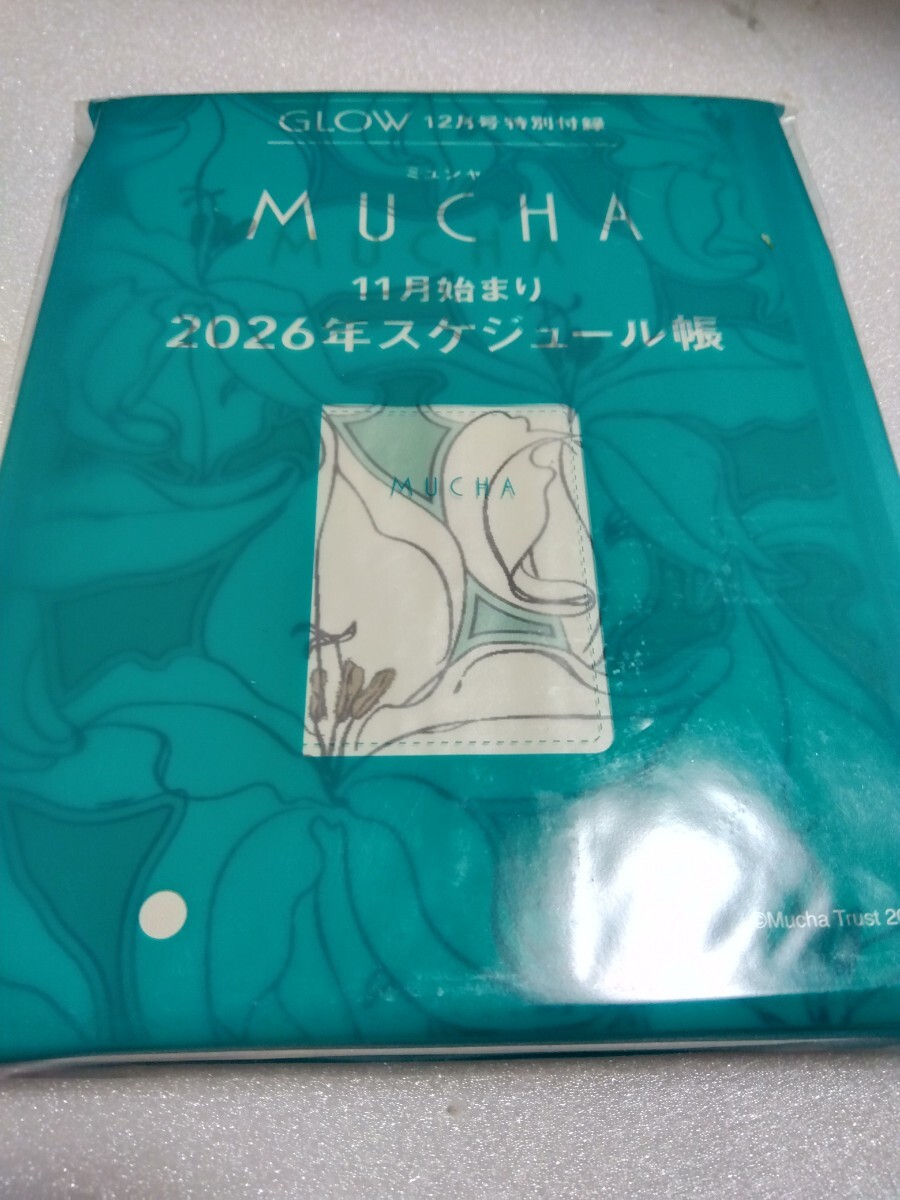 GLOW 12月号特別付録
ミュシャ
MUCHA
11月始まり
2026年スケジュール帳
MUCHA
©Mucha Trust 20